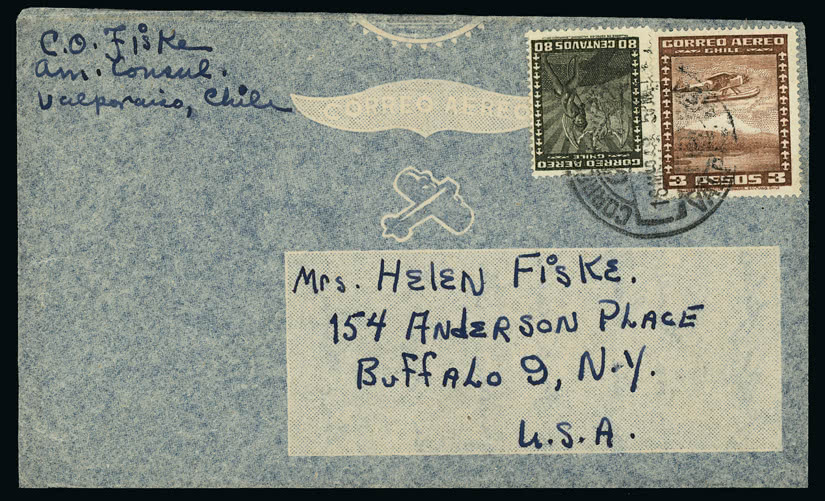 C.O. Fiske
Am. Consul.
Valparaiso, Chile
CORREO AEREO
80 CENTAVOS 80
CORREO AEREO
CHILE
CORREO AEREO
CHILE
3 PESOS 3
Mrs. HELEN FISKE.
154 ANDERSON PLACE
BUFFALO 9, N.Y.
U.S.A.